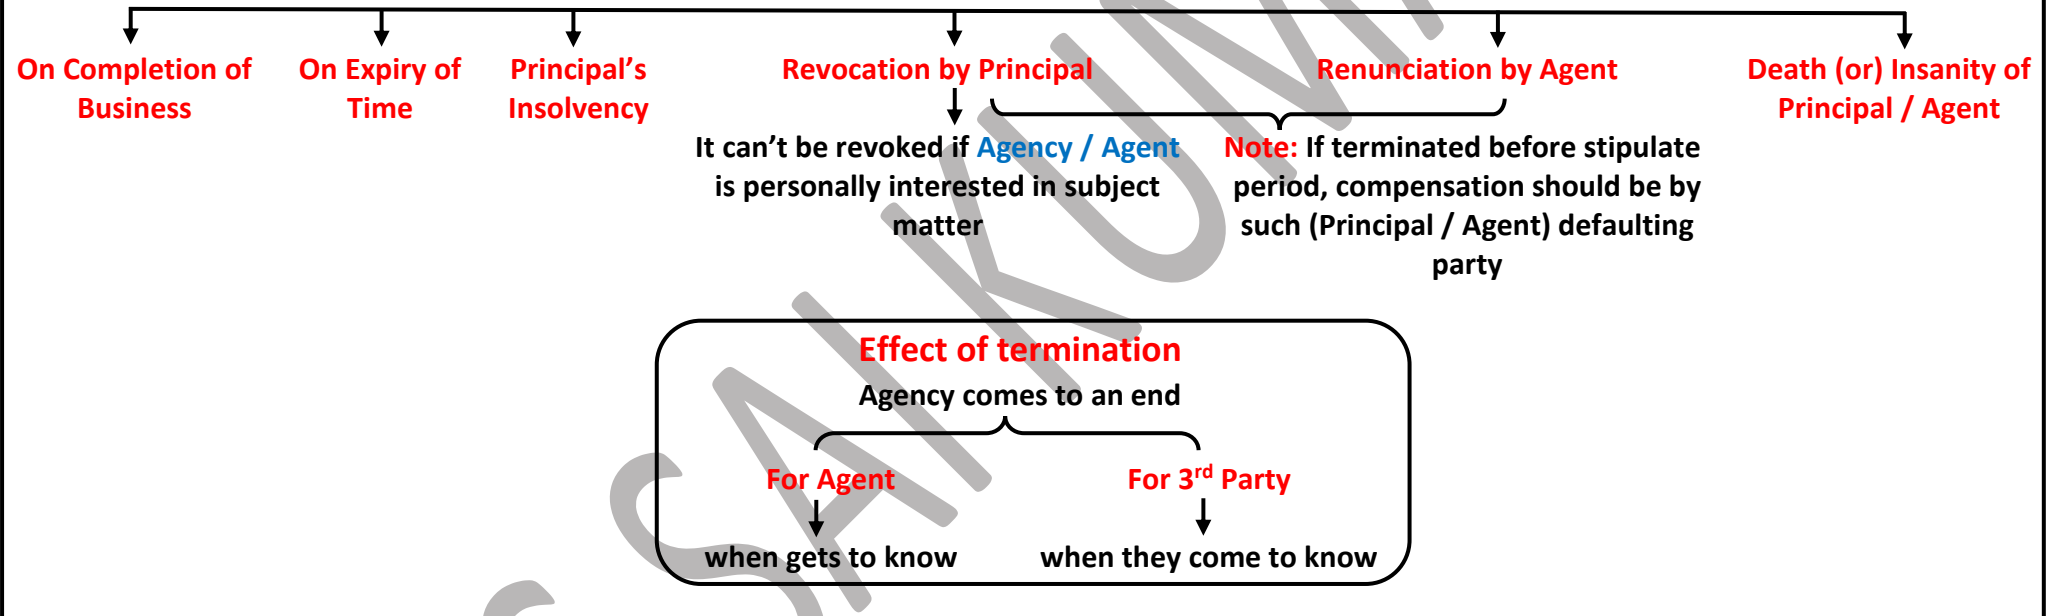 On Completion of
Business
On Expiry of
Time
Principal's
Insolvency
Revocation by Principal
Renunciation by Agent
Death (or) Insanity of
Principal / Agent
It can't be revoked if Agency / Agent
is personally interested in subject
matter
Note: If terminated before stipulate
period, compensation should be by
such (Principal / Agent) defaulting
party
Effect of termination
Agency comes to an end
For Agent
For 3rd Party
when gets to know
when they come to know
SAI KUMA